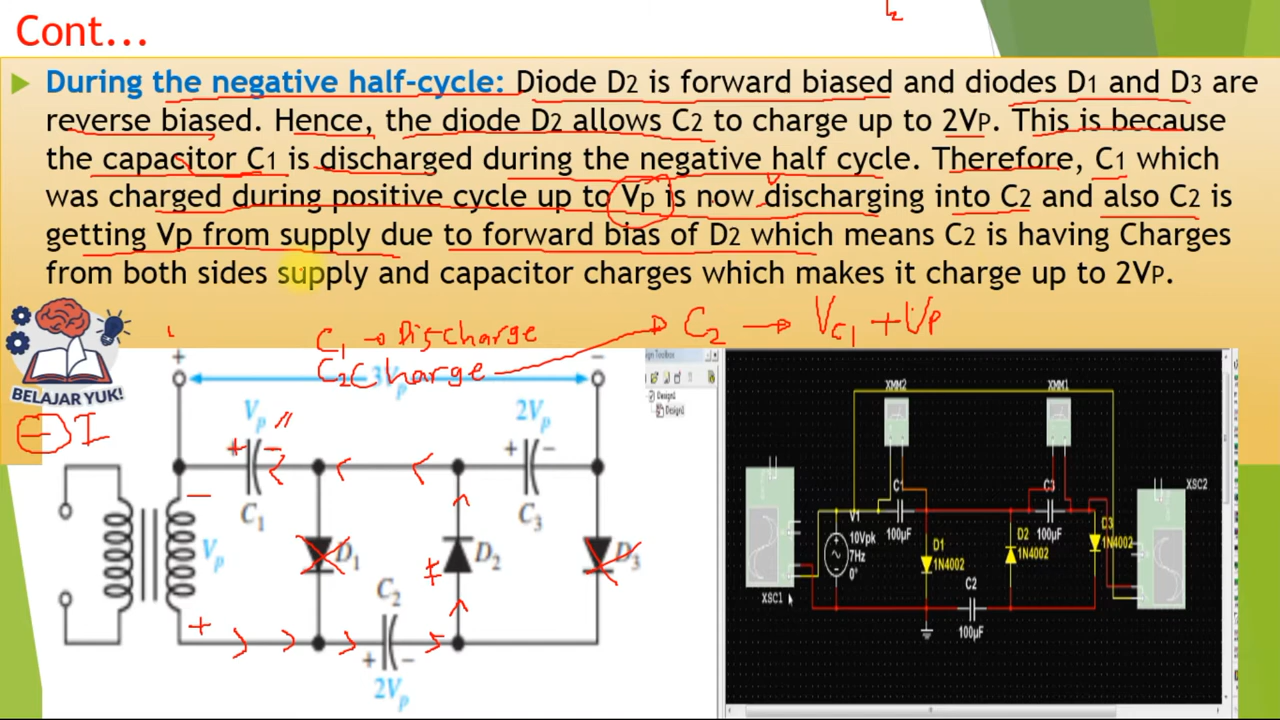 Cont...
During the negative half-cycle: Diode D2 is forward biased and diodes D1 and D3 are
reverse biased. Hence, the diode D2 allows C2 to charge up to 2VP. This is because
the capacitor C1 is discharged during the negative half cycle. Therefore, C1 which
was charged during positive cycle up to Vp is now discharging into C2 and also C2 is
getting Vp from supply due to forward bias of D2 which means C2 is having Charges
from both sides supply and capacitor charges which makes it charge up to 2VP.
C1 → Discharge
C2 Charge → C2 → VC1 + VP
BELAJAR YUK!
I
+ 3Vp −
Vp
+ −
C1
2Vp
+ −
C3
−
Vp
+
D1
D2
D3
C2
+ −
2Vp
Design1
Design1
XMM2
XMM1
XSC1
XSC2
V1
10Vpk
7Hz
0°
C1
100µF
C3
100µF
D1
1N4002
D2
1N4002
D3
1N4002
C2
100µF